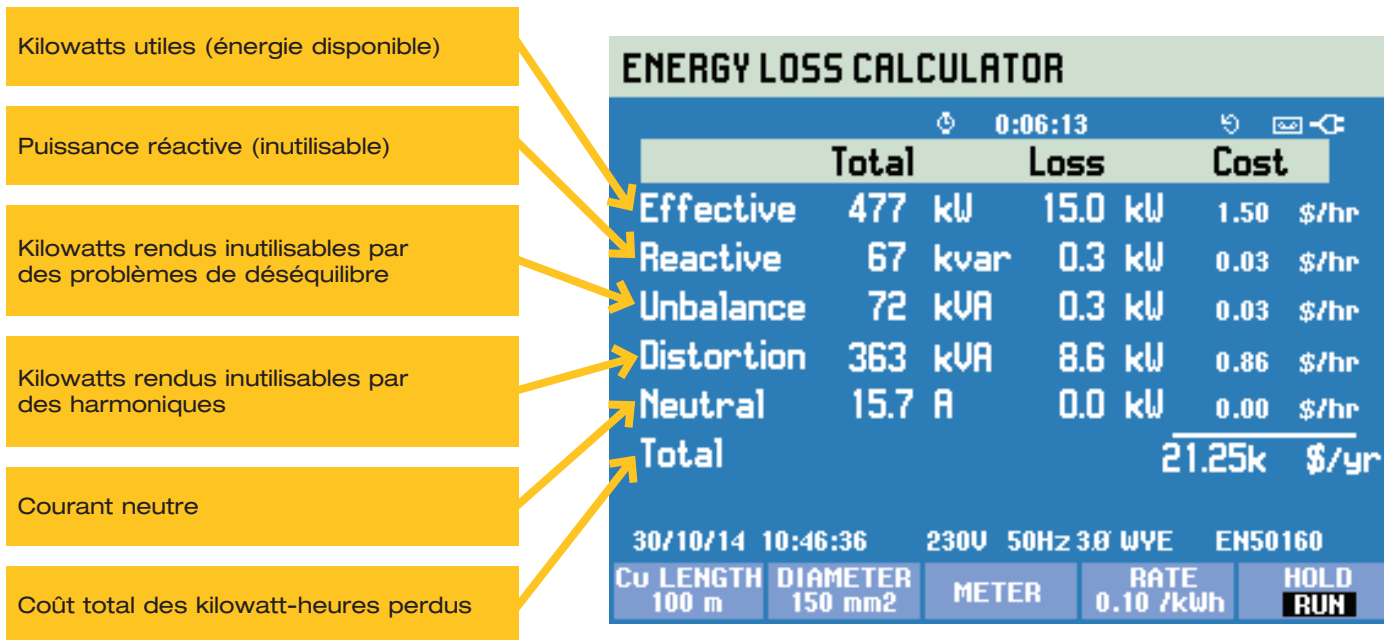 Kilowatts utiles (énergie disponible)
Puissance réactive (inutilisable)
Kilowatts rendus inutilisables par
des problèmes de déséquilibre
Kilowatts rendus inutilisables par
des harmoniques
Courant neutre
Coût total des kilowatt-heures perdus
ENERGY LOSS CALCULATOR
0:06:13
Total Loss Cost
Effective 477 kW 15.0 kW 1.50 $/hr
Reactive 67 kvar 0.3 kW 0.03 $/hr
Unbalance 72 kVA 0.3 kW 0.03 $/hr
Distortion 363 kVA 8.6 kW 0.86 $/hr
Neutral 15.7 A 0.0 kW 0.00 $/hr
Total 21.25k $/yr
30/10/14 10:46:36 230V 50Hz 3Ø WYE EN50160
Cu LENGTH DIAMETER METER RATE HOLD
100 m 150 mm2 0.10 /kWh RUN